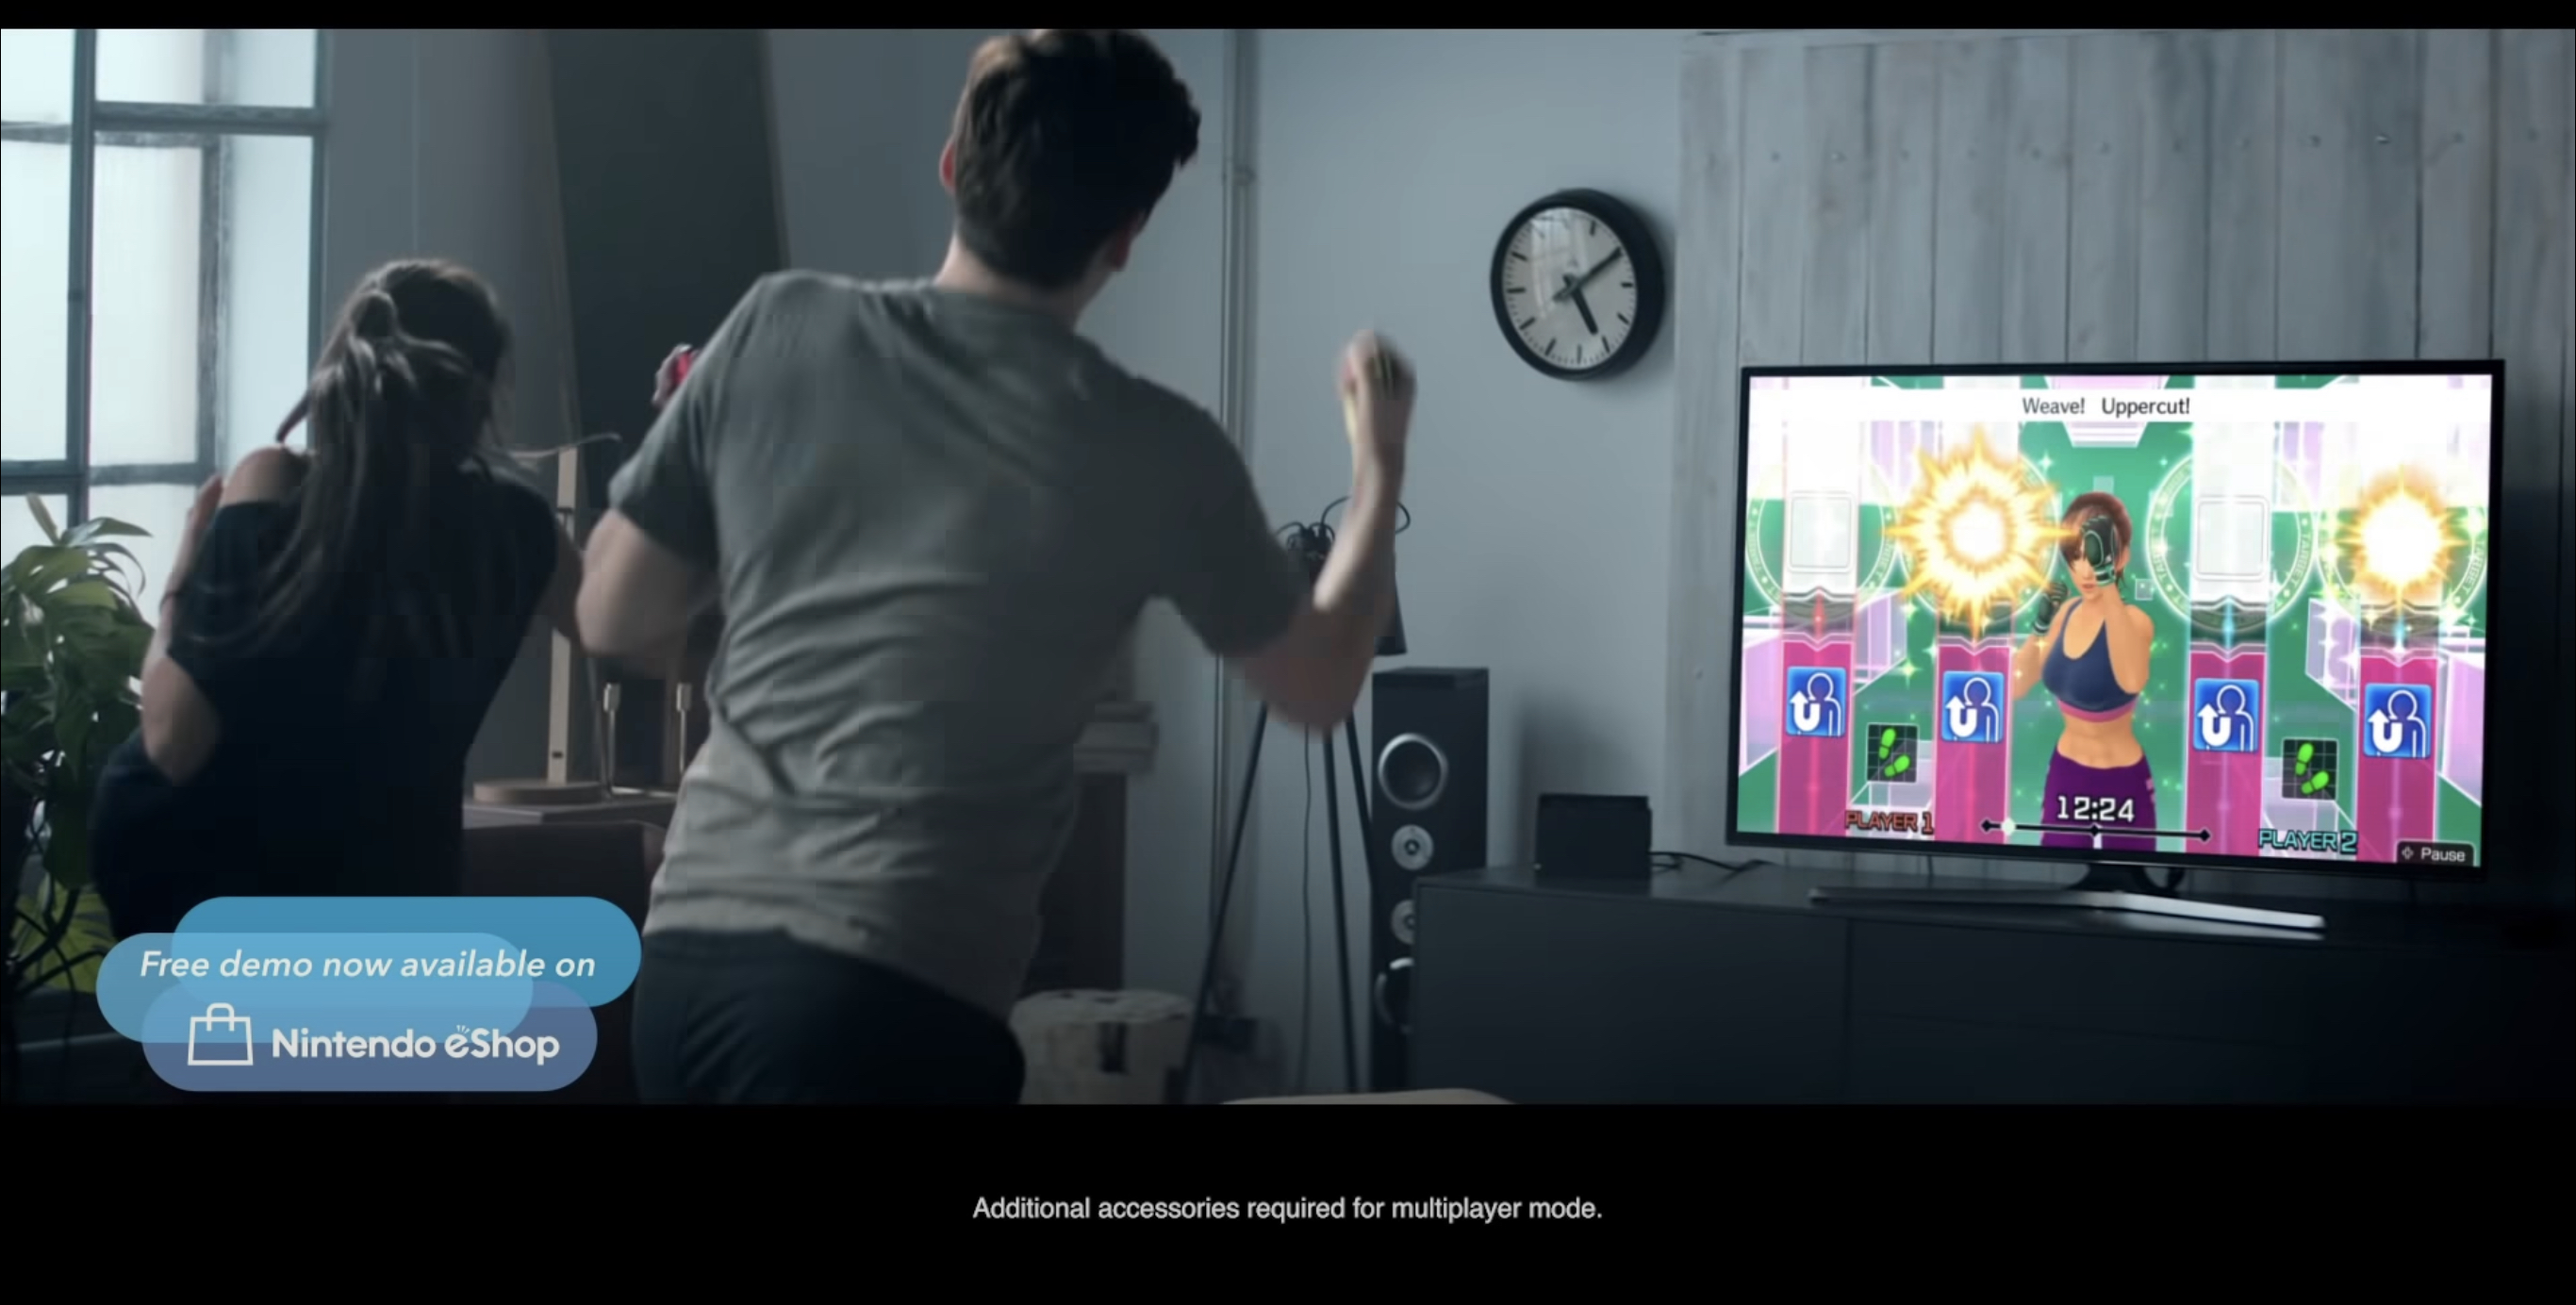 Weave! Uppercut!
12:24
PLAYER 1
PLAYER 2
Pause
Free demo now available on
Nintendo eShop
Additional accessories required for multiplayer mode.